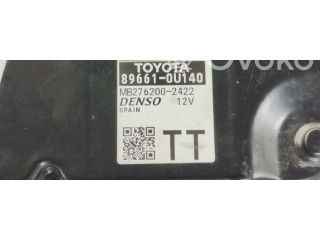 TOYOTA
89661-0U140
MB276200-2422
DENSO 12V
SPAIN
TT